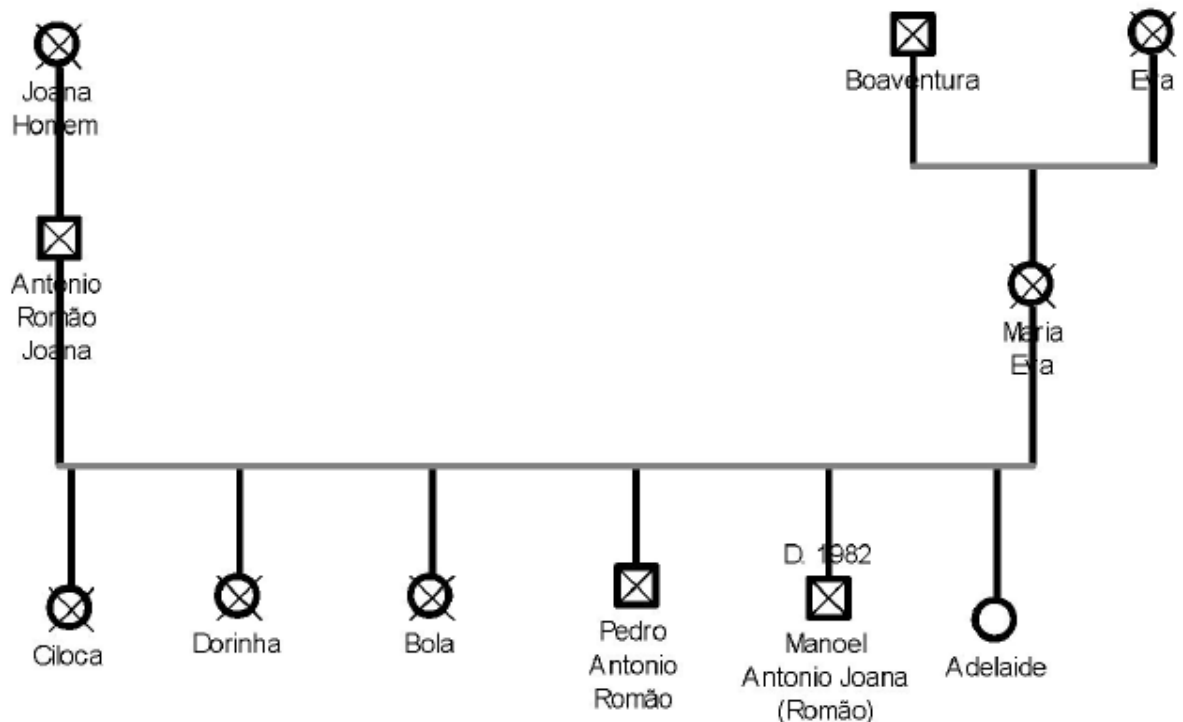 Joana
Homem
Boaventura
Eva
Antonio
Romão
Joana
Maria
Eva
Ciloca
Dorinha
Bola
Pedro
Antonio
Romão
D. 1982
Manoel
Antonio Joana
(Romão)
Adelaide